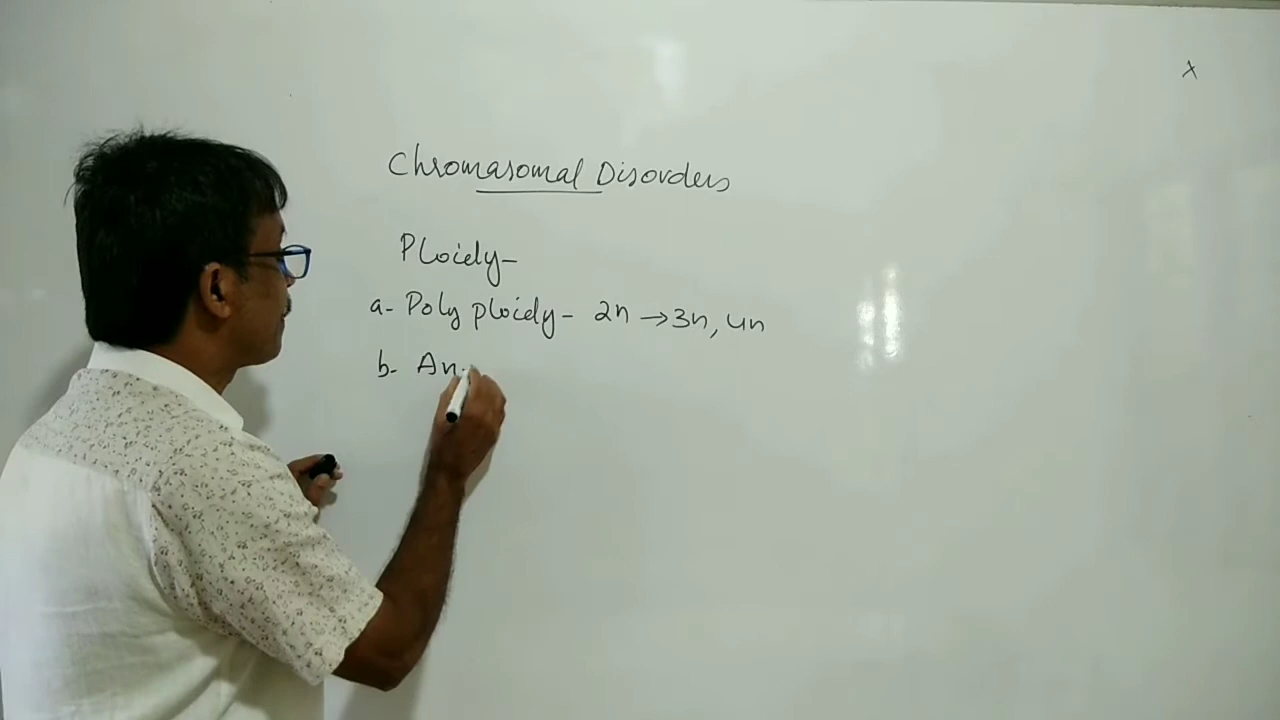 x
Chromasomal Disorders
Ploidy-
a- Poly ploidy- 2n →3n, 4n
b- An